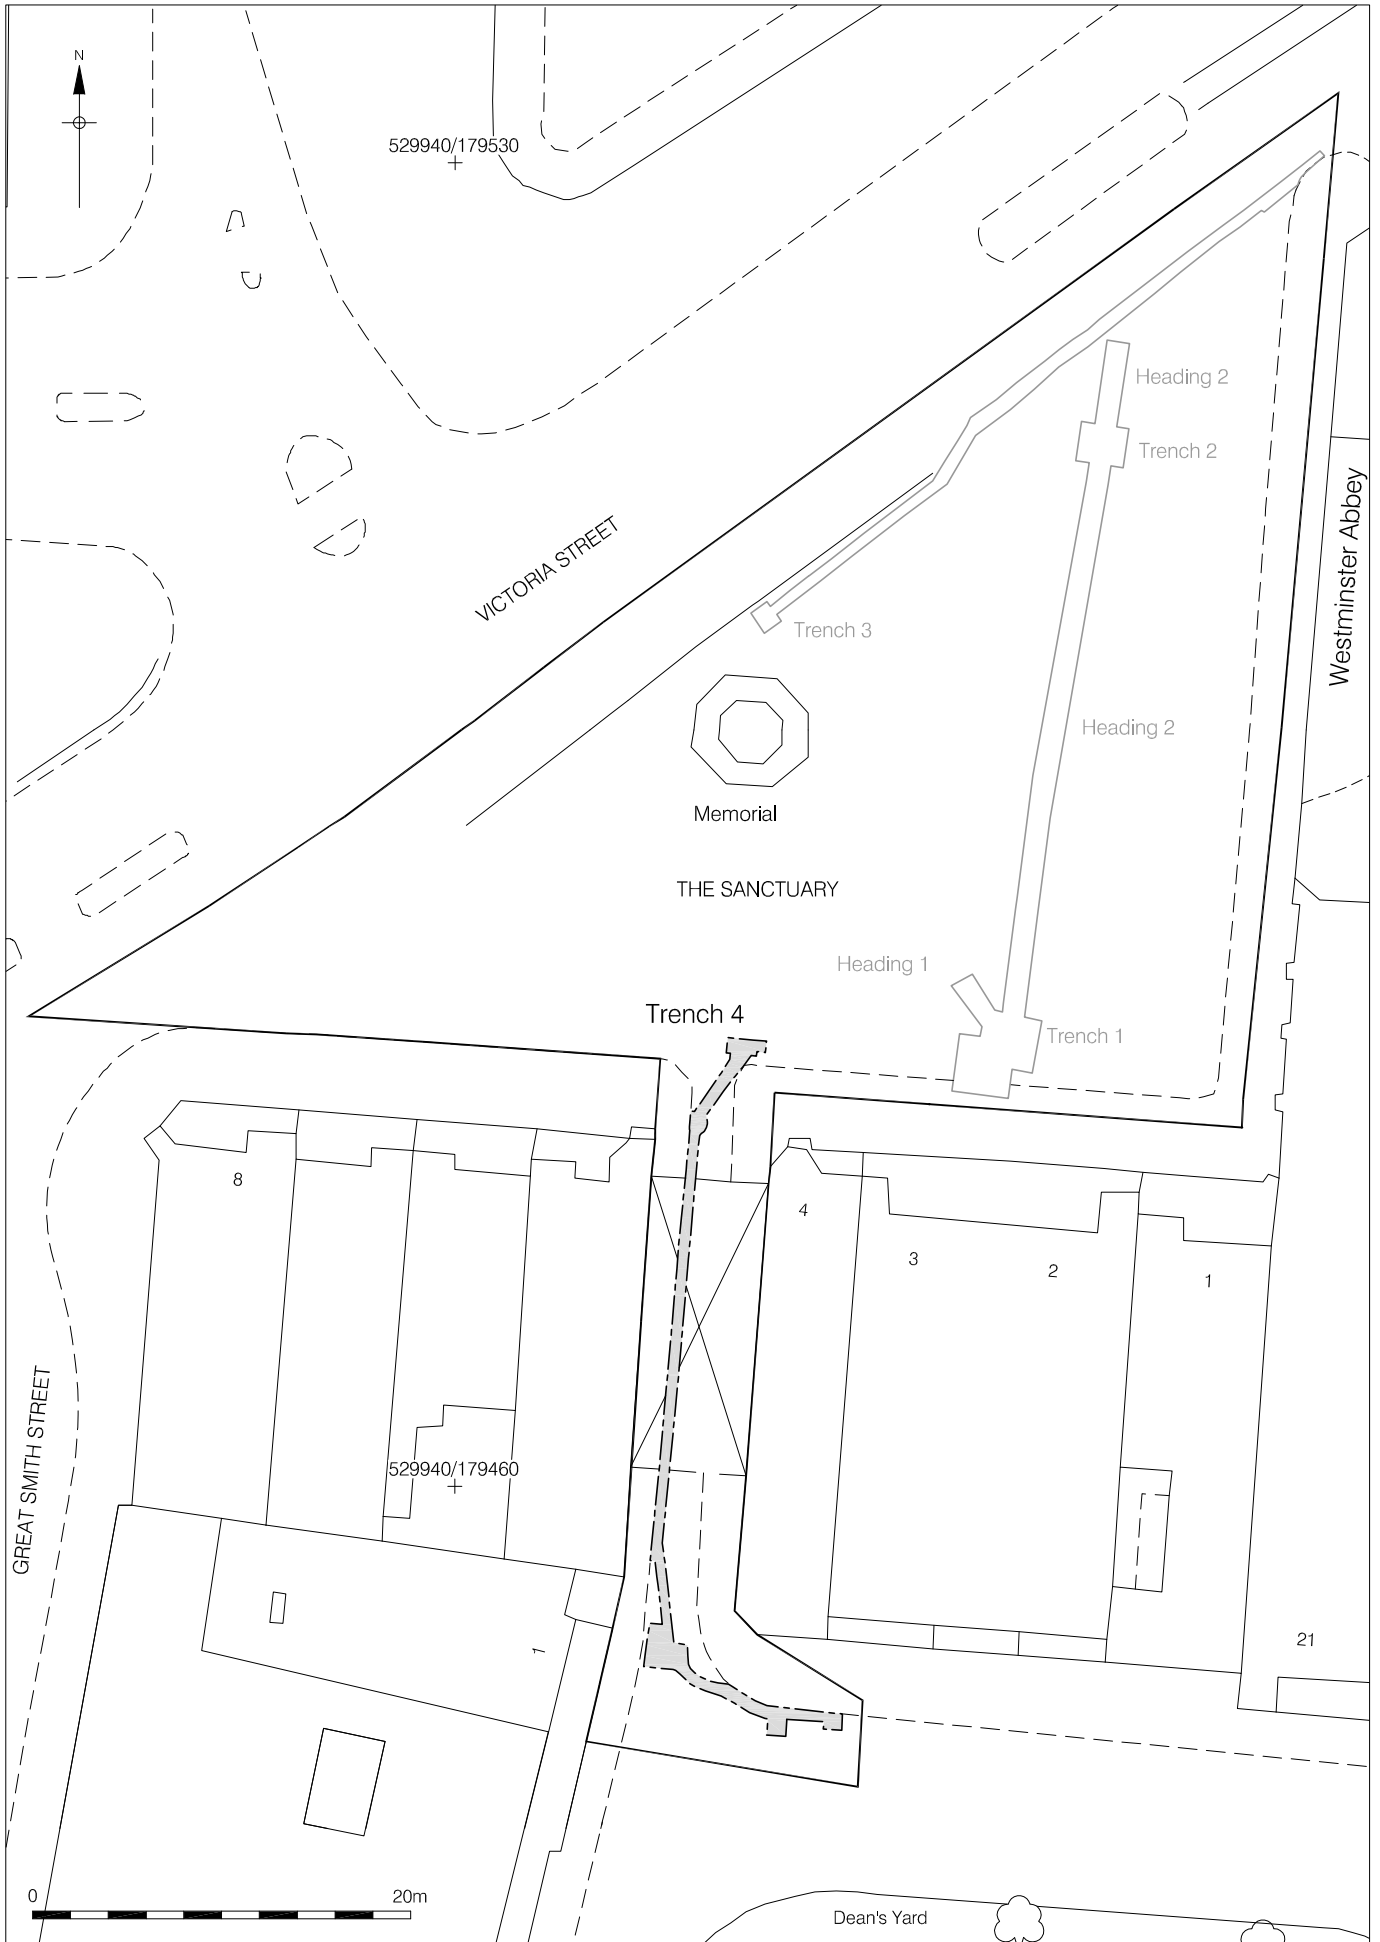 N
529940/179530
Heading 2
Trench 2
Westminster Abbey
VICTORIA STREET
Trench 3
Heading 2
Memorial
THE SANCTUARY
Heading 1
Trench 4
Trench 1
8
4
3
2
1
GREAT SMITH STREET
529940/179460
1
21
0
20m
Dean's Yard